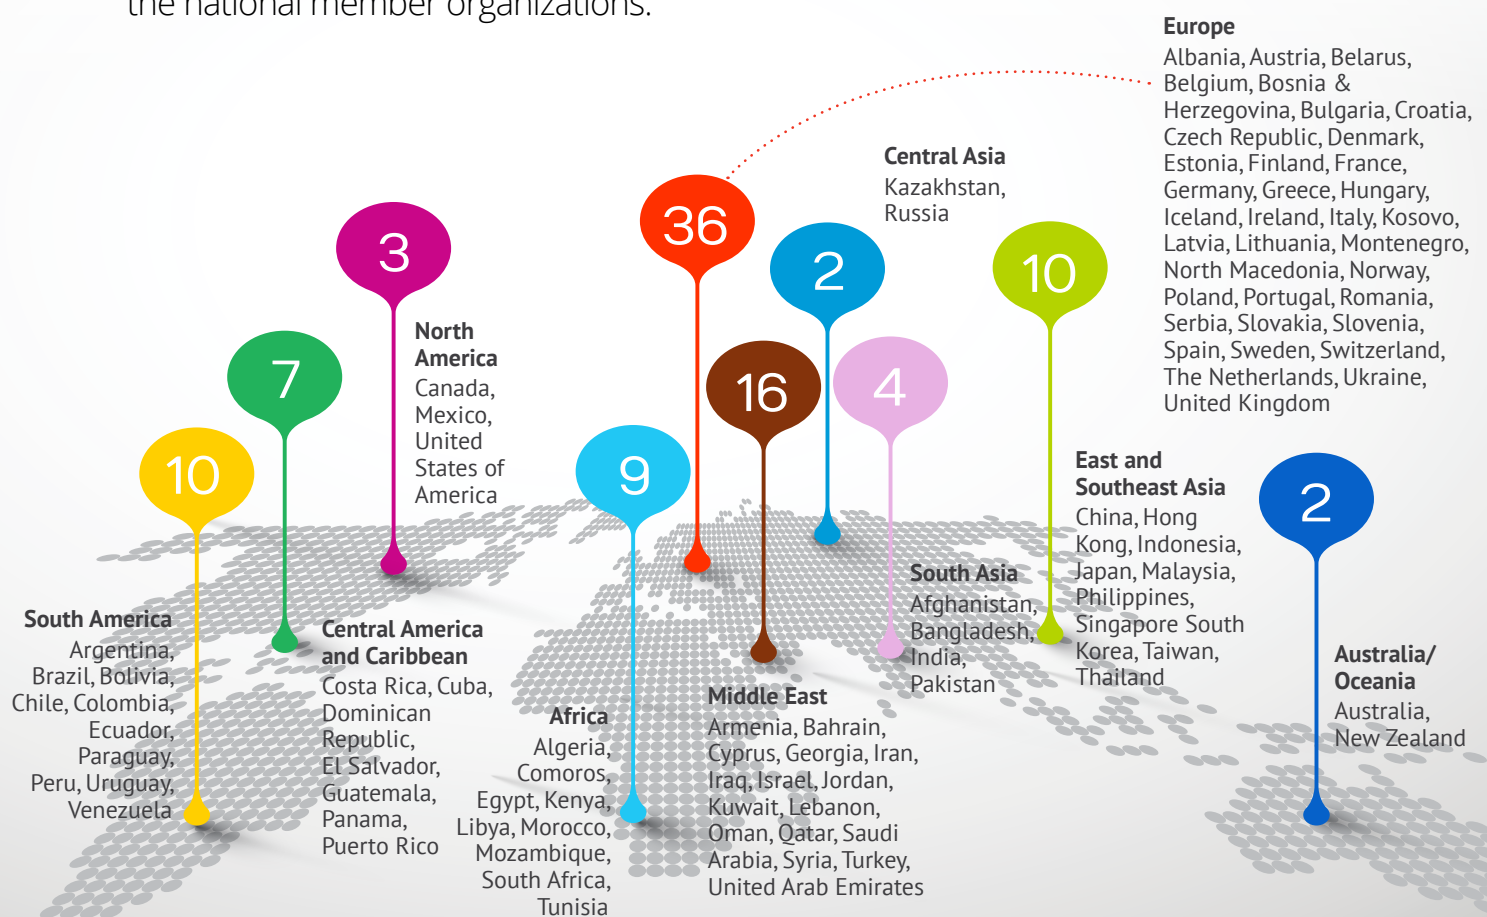 the national member organizations.
Europe
Albania, Austria, Belarus,
Belgium, Bosnia &
Herzegovina, Bulgaria, Croatia,
Czech Republic, Denmark,
Estonia, Finland, France,
Germany, Greece, Hungary,
Iceland, Ireland, Italy, Kosovo,
Latvia, Lithuania, Montenegro,
North Macedonia, Norway,
Poland, Portugal, Romania,
Serbia, Slovakia, Slovenia,
Spain, Sweden, Switzerland,
The Netherlands, Ukraine,
United Kingdom
36
Central Asia
Kazakhstan,
Russia
2
3
North
America
Canada,
Mexico,
United
States of
America
10
East and
Southeast Asia
China, Hong
Kong, Indonesia,
Japan, Malaysia,
Philippines,
Singapore South
Korea, Taiwan,
Thailand
7
Central America
and Caribbean
Costa Rica, Cuba,
Dominican
Republic,
El Salvador,
Guatemala,
Panama,
Puerto Rico
16
Middle East
Armenia, Bahrain,
Cyprus, Georgia, Iran,
Iraq, Israel, Jordan,
Kuwait, Lebanon,
Oman, Qatar, Saudi
Arabia, Syria, Turkey,
United Arab Emirates
4
South Asia
Afghanistan,
Bangladesh,
India,
Pakistan
10
South America
Argentina,
Brazil, Bolivia,
Chile, Colombia,
Ecuador,
Paraguay,
Peru, Uruguay,
Venezuela
9
Africa
Algeria,
Comoros,
Egypt, Kenya,
Libya, Morocco,
Mozambique,
South Africa,
Tunisia
2
Australia/
Oceania
Australia,
New Zealand